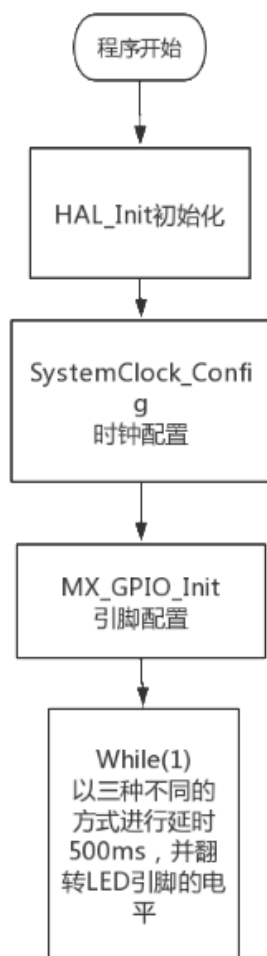 程序开始
HAL_Init初始化
SystemClock_Confi
g
时钟配置
MX_GPIO_Init
引脚配置
While(1)
以三种不同的
方式进行延时
500ms，并翻
转LED引脚的电
平